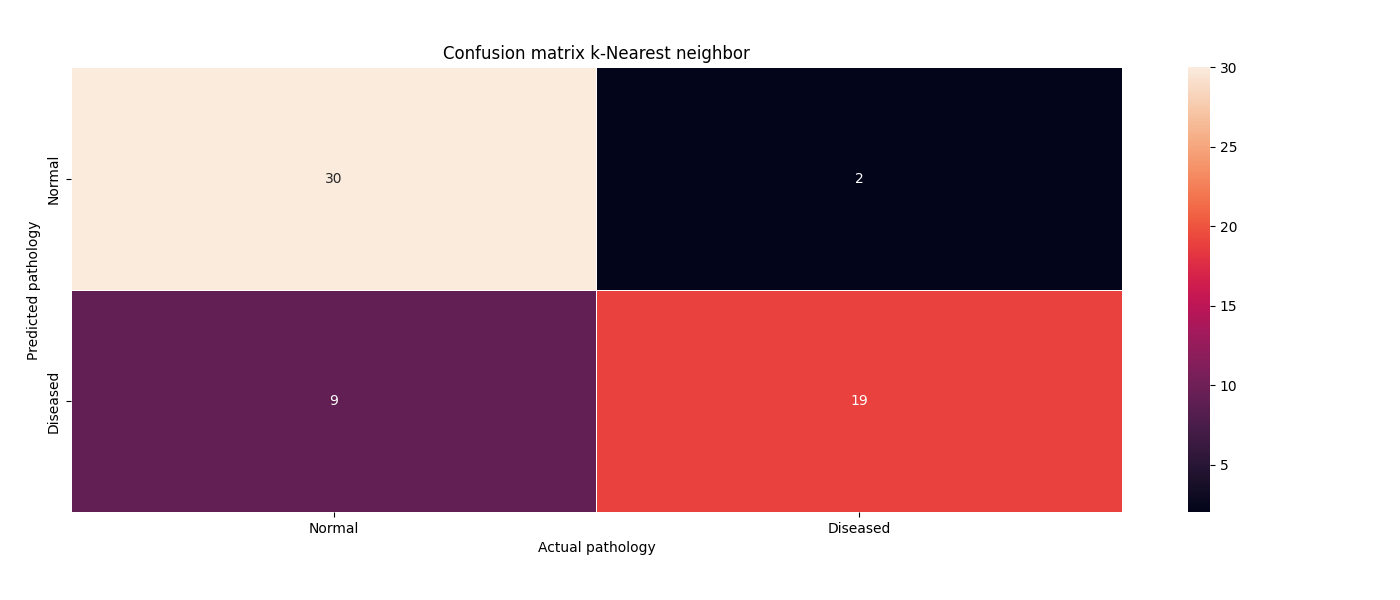 Confusion matrix k-Nearest neighbor
Predicted pathology
Normal
Diseased
30
2
9
19
Normal
Diseased
Actual pathology
30
25
20
15
10
5